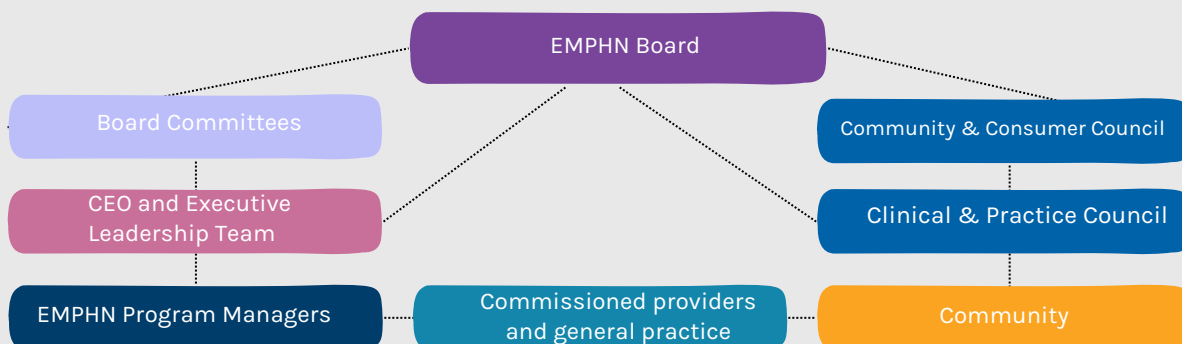 EMPHN Board
Board Committees
Community & Consumer Council
CEO and Executive
Leadership Team
Clinical & Practice Council
EMPHN Program Managers
Commissioned providers
and general practice
Community